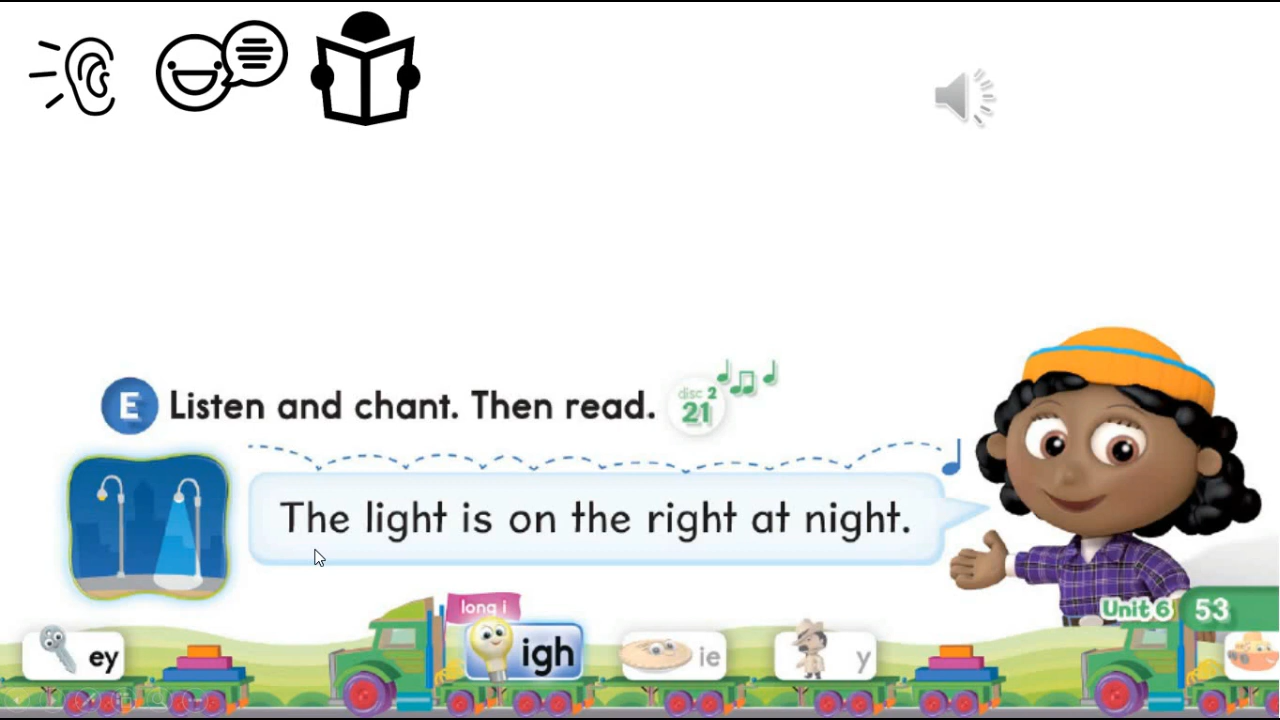 E Listen and chant. Then read. disc 2 21
The light is on the right at night.
long i
Unit 6 53
ey igh ie y